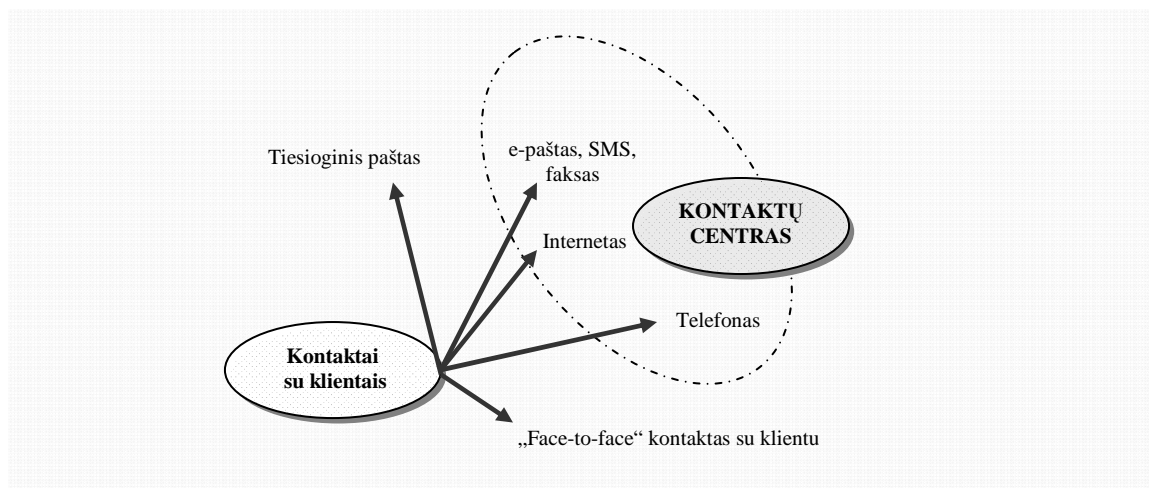 Tiesioginis paštas
e-paštas, SMS,
faksas
KONTAKTŲ
CENTRAS
Internetas
Telefonas
Kontaktai
su klientais
„Face-to-face“ kontaktas su klientu